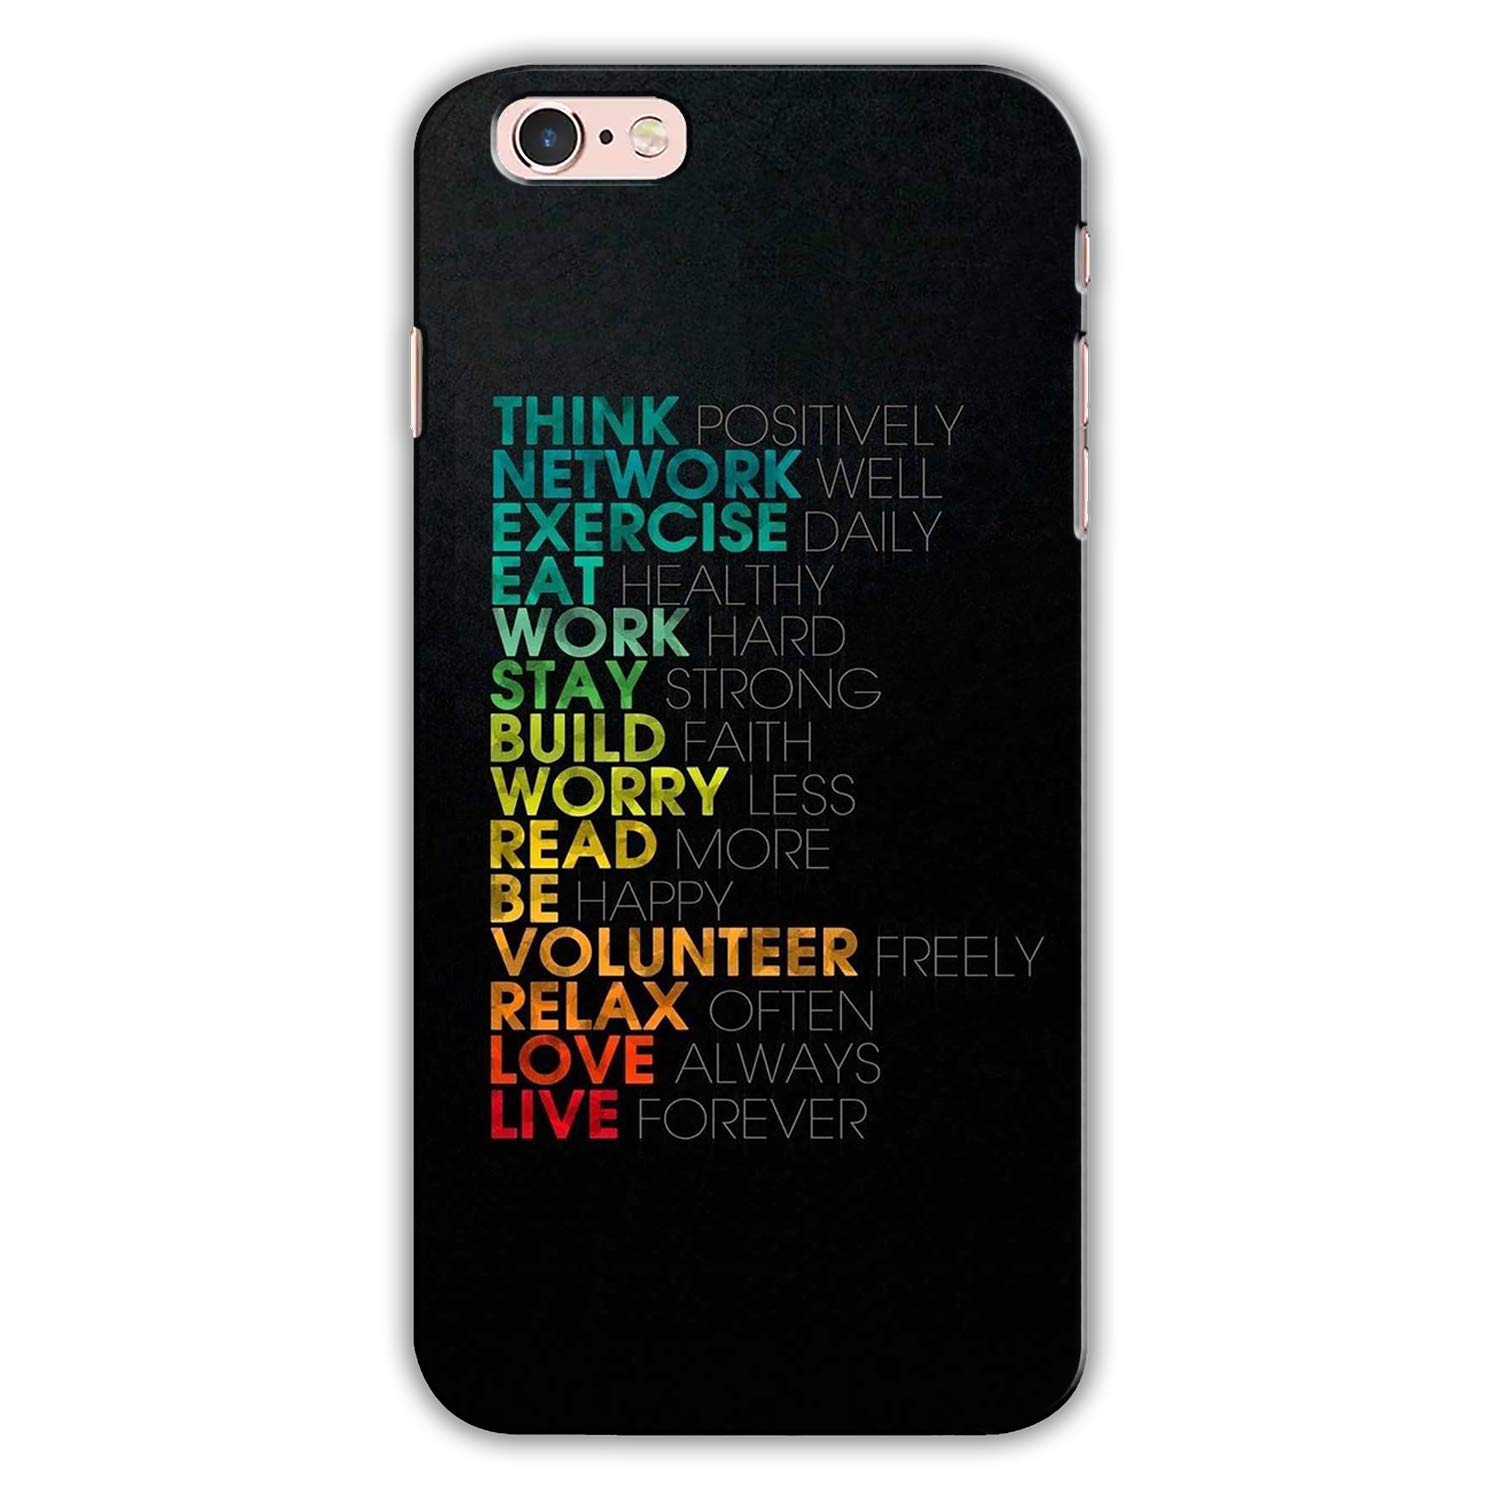 THINK POSITIVELY
NETWORK WELL
EXERCISE DAILY
EAT HEALTHY
WORK HARD
STAY STRONG
BUILD FAITH
WORRY LESS
READ MORE
BE HAPPY
VOLUNTEER FREELY
RELAX OFTEN
LOVE ALWAYS
LIVE FOREVER